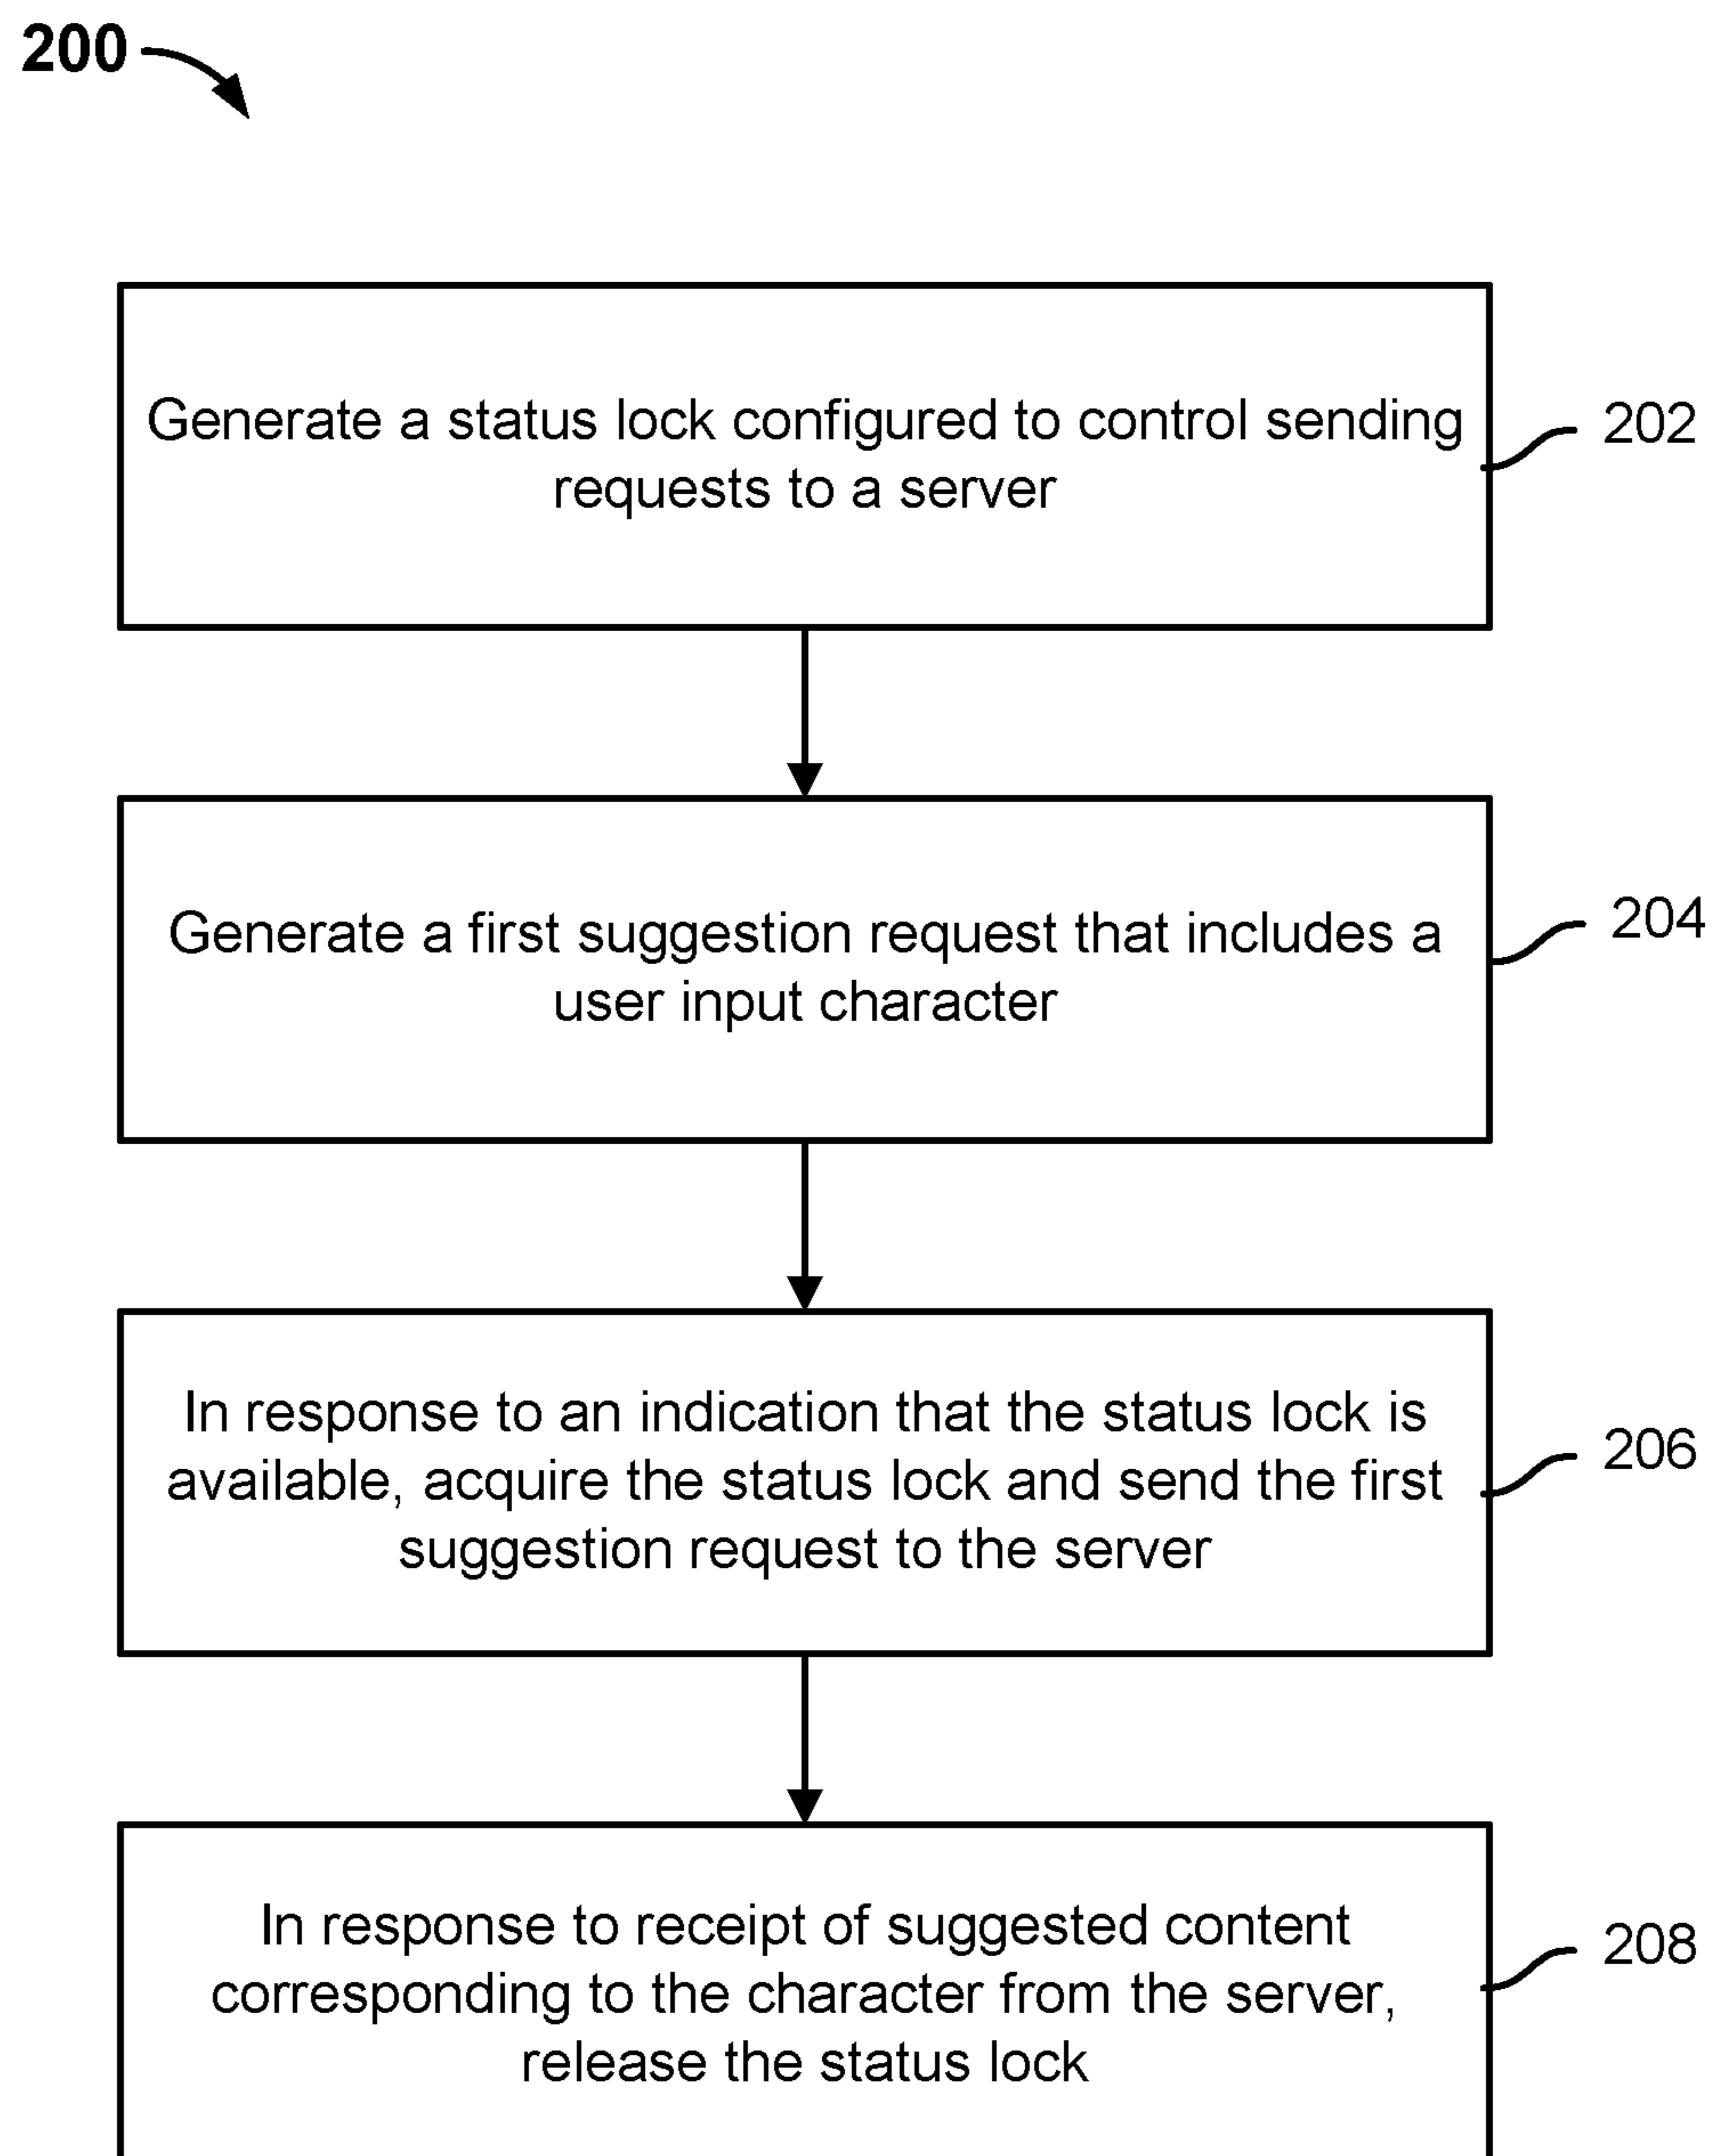 200
Generate a status lock configured to control sending
requests to a server
202
Generate a first suggestion request that includes a
user input character
204
In response to an indication that the status lock is
available, acquire the status lock and send the first
suggestion request to the server
206
In response to receipt of suggested content
corresponding to the character from the server,
release the status lock
208